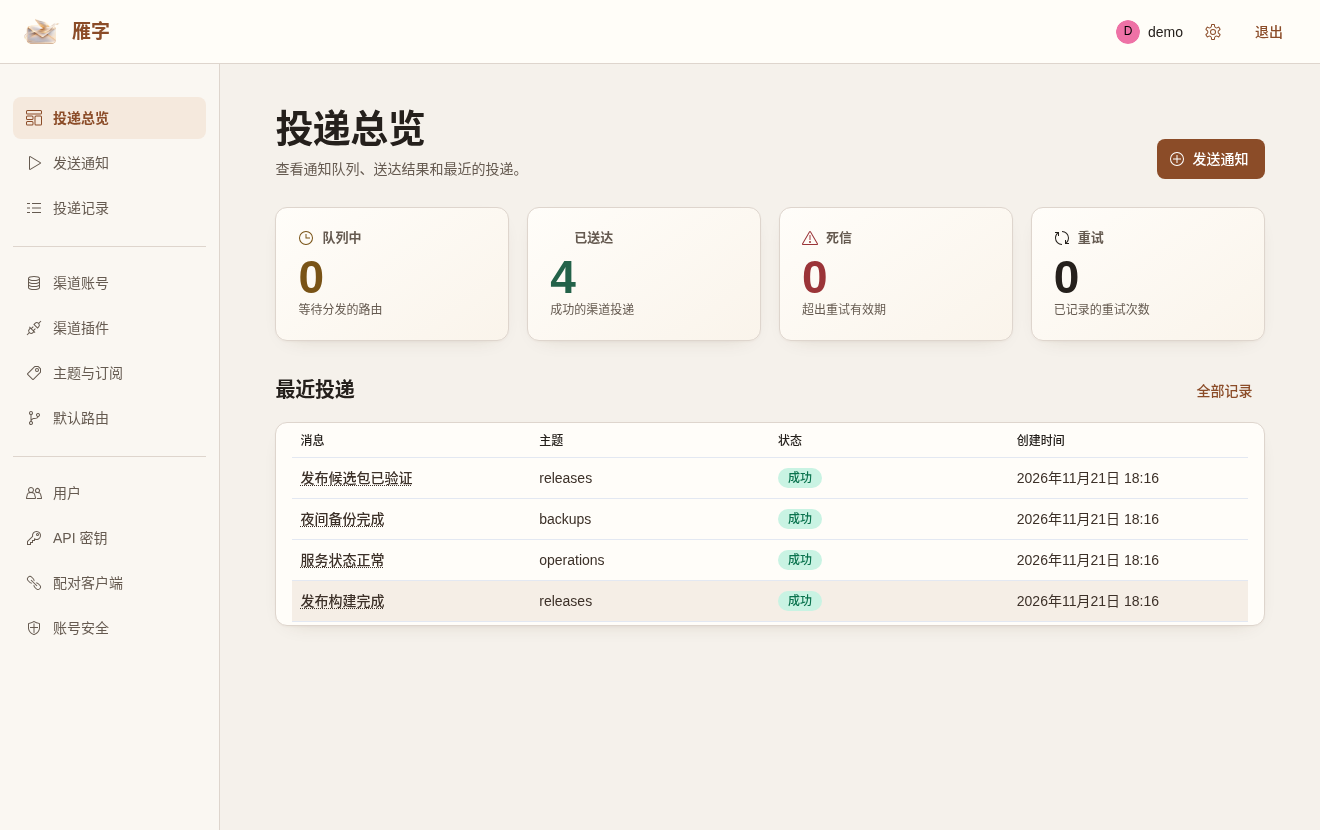 雁字
D demo 退出
投递总览
发送通知
投递记录
渠道账号
渠道插件
主题与订阅
默认路由
用户
API 密钥
配对客户端
账号安全
投递总览
查看通知队列、送达结果和最近的投递。
发送通知
队列中
0
等待分发的路由
已送达
4
成功的渠道投递
死信
0
超出重试有效期
重试
0
已记录的重试次数
最近投递
全部记录
消息 主题 状态 创建时间
发布候选包已验证 releases 成功 2026年11月21日 18:16
夜间备份完成 backups 成功 2026年11月21日 18:16
服务状态正常 operations 成功 2026年11月21日 18:16
发布构建完成 releases 成功 2026年11月21日 18:16